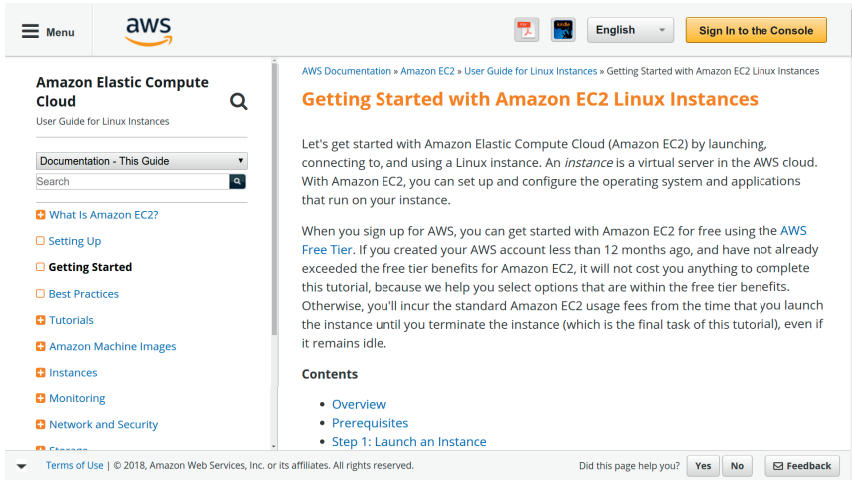 Menu
aws
English
Sign In to the Console
Amazon Elastic Compute
Cloud
User Guide for Linux Instances
Documentation - This Guide
Search
What Is Amazon EC2?
Setting Up
Getting Started
Best Practices
Tutorials
Amazon Machine Images
Instances
Monitoring
Network and Security
Storage
AWS Documentation » Amazon EC2 » User Guide for Linux Instances » Getting Started with Amazon EC2 Linux Instances
Getting Started with Amazon EC2 Linux Instances
Let's get started with Amazon Elastic Compute Cloud (Amazon EC2) by launching,
connecting to, and using a Linux instance. An instance is a virtual server in the AWS cloud.
With Amazon EC2, you can set up and configure the operating system and applications
that run on your instance.
When you sign up for AWS, you can get started with Amazon EC2 for free using the AWS
Free Tier. If you created your AWS account less than 12 months ago, and have not already
exceeded the free tier benefits for Amazon EC2, it will not cost you anything to complete
this tutorial, because we help you select options that are within the free tier benefits.
Otherwise, you'll incur the standard Amazon EC2 usage fees from the time that you launch
the instance until you terminate the instance (which is the final task of this tutorial), even if
it remains idle.
Contents
• Overview
• Prerequisites
• Step 1: Launch an Instance
Terms of Use | © 2018, Amazon Web Services, Inc. or its affiliates. All rights reserved.
Did this page help you?
Yes
No
Feedback